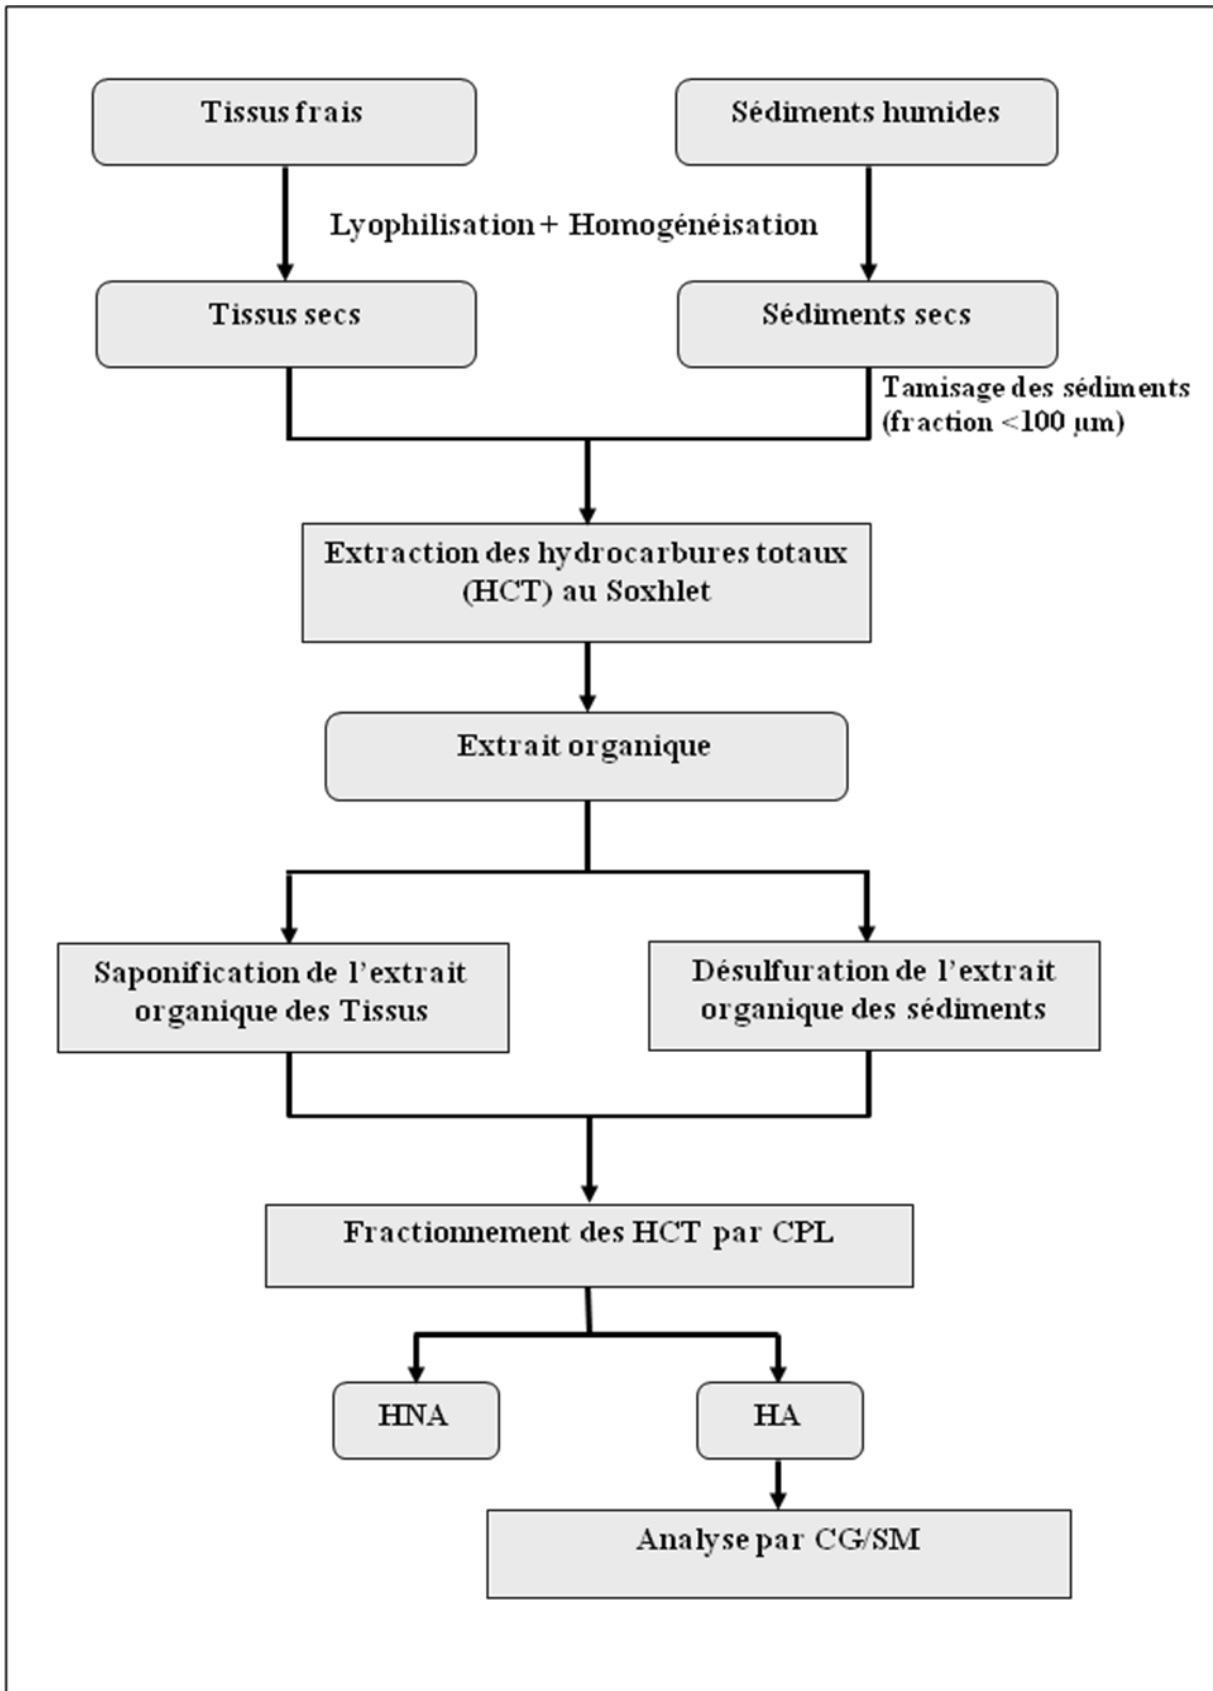 Tissus frais
Sédiments humides
Lyophilisation + Homogénéisation
Tissus secs
Sédiments secs
Tamisage des sédiments
(fraction <100 µm)
Extraction des hydrocarbures totaux
(HCT) au Soxhlet
Extrait organique
Saponification de l’extrait
organique des Tissus
Désulfuration de l’extrait
organique des sédiments
Fractionnement des HCT par CPL
HNA
HA
Analyse par CG/SM